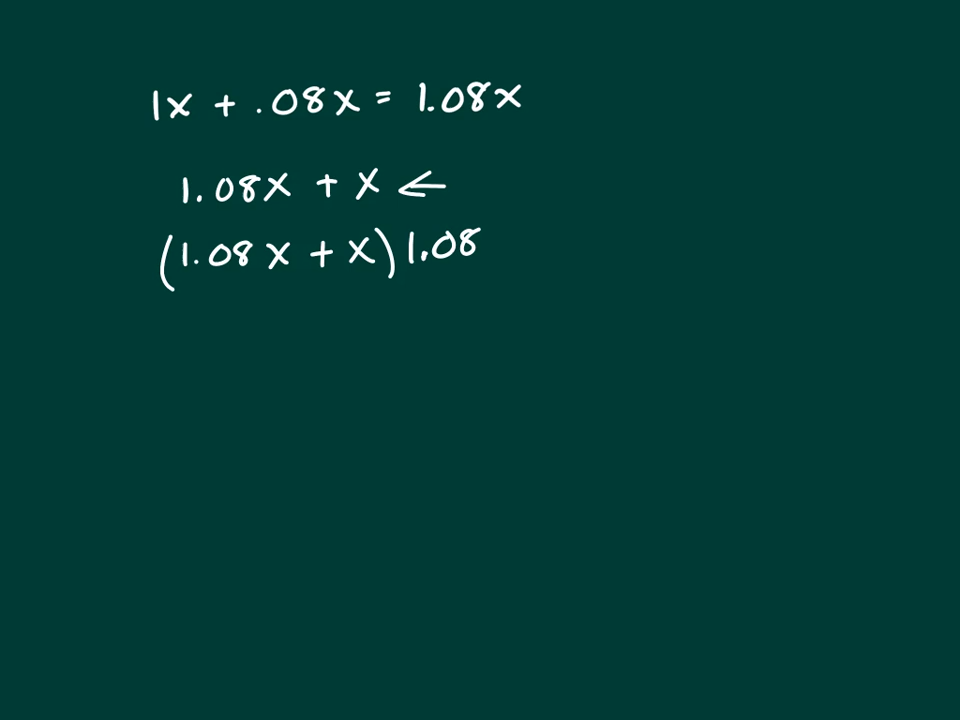 1x + .08x = 1.08x
1.08x + x ←
(1.08x + x) 1.08